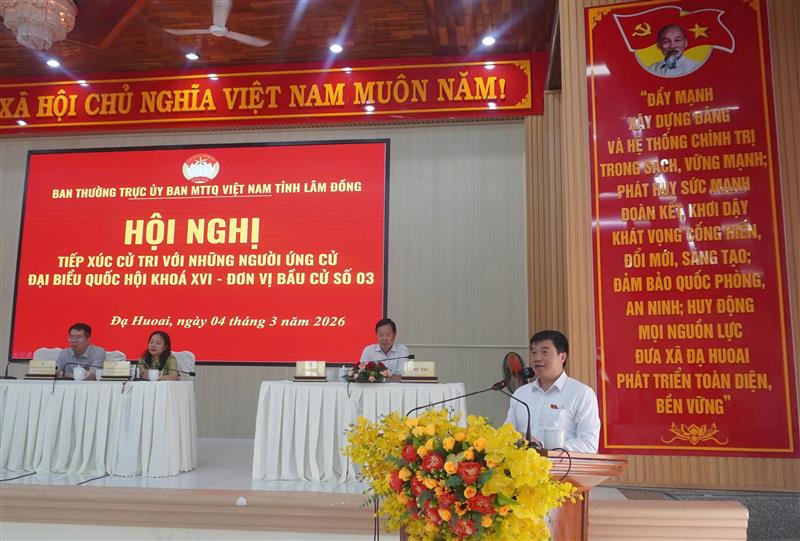 XÃ HỘI CHỦ NGHĨA VIỆT NAM MUÔN NĂM!
BAN THƯỜNG TRỰC ỦY BAN MTTQ VIỆT NAM TỈNH LÂM ĐỒNG
HỘI NGHỊ
TIẾP XÚC CỬ TRI VỚI NHỮNG NGƯỜI ỨNG CỬ
ĐẠI BIỂU QUỐC HỘI KHOÁ XVI - ĐƠN VỊ BẦU CỬ SỐ 03
Đạ Huoai, ngày 04 tháng 3 năm 2026
“ĐẨY MẠNH
XÂY DỰNG ĐẢNG
VÀ HỆ THỐNG CHÍNH TRỊ
TRONG SẠCH, VỮNG MẠNH;
PHÁT HUY SỨC MẠNH
ĐOÀN KẾT, KHƠI DẬY
KHÁT VỌNG CỐNG HIẾN,
ĐỔI MỚI, SÁNG TẠO;
ĐẢM BẢO QUỐC PHÒNG,
AN NINH; HUY ĐỘNG
MỌI NGUỒN LỰC
ĐƯA XÃ ĐẠ HUOAI
PHÁT TRIỂN TOÀN DIỆN,
BỀN VỮNG”